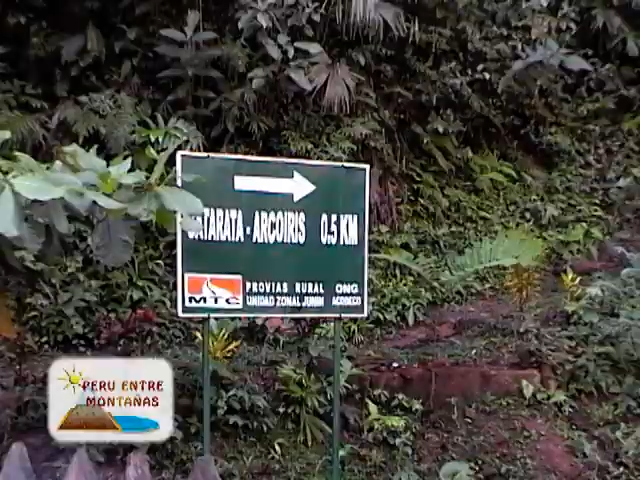 CATARATA - ARCOIRIS 0.5 KM
MTC
PROVIAS RURAL ONG
UNIDAD ZONAL JUNIN ACODECO
PERU ENTRE
MONTAÑAS